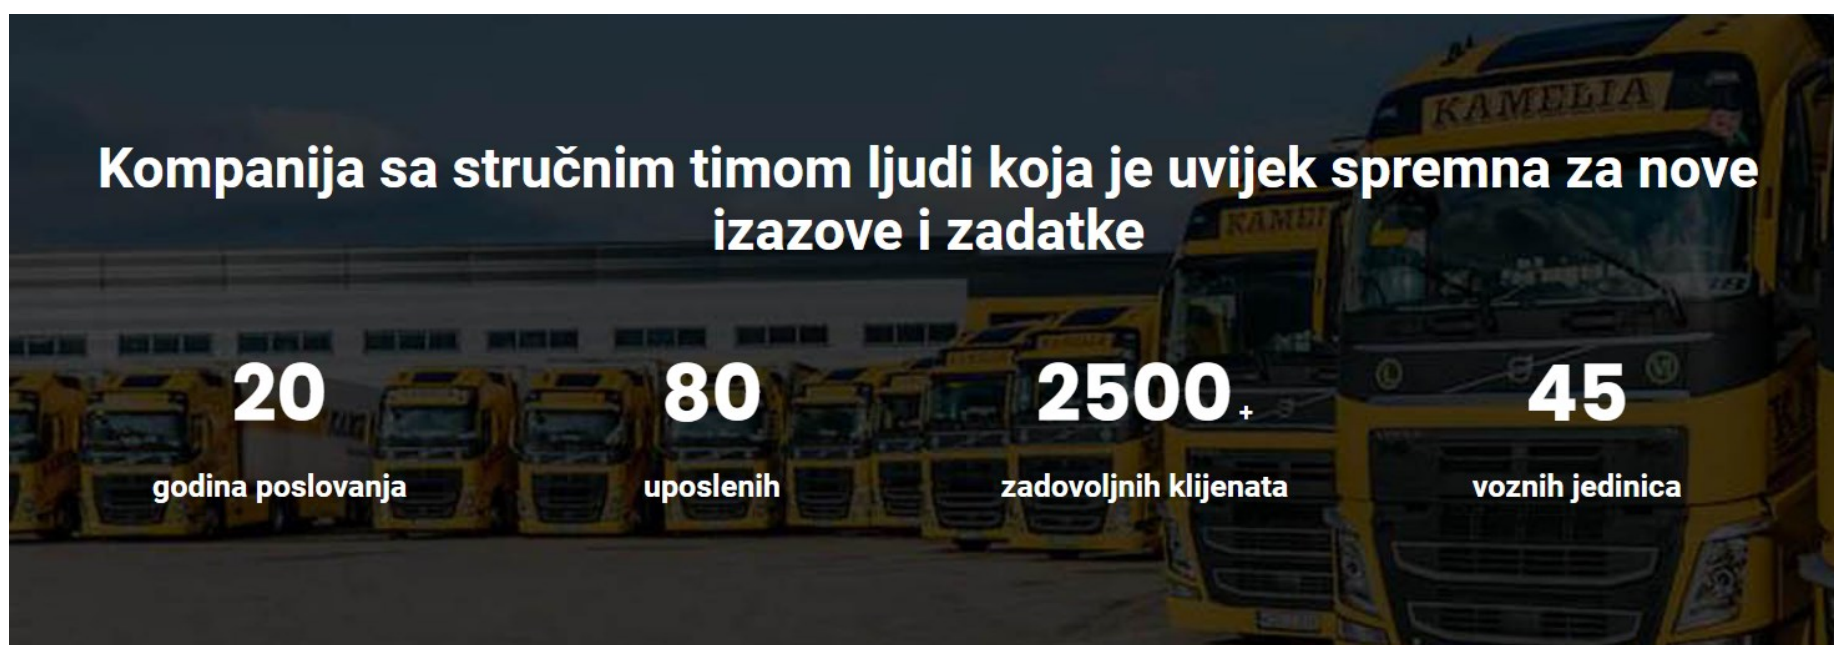 KAMELIA
Kompanija sa stručnim timom ljudi koja je uvijek spremna za nove
izazove i zadatke
20
80
2500+
45
godina poslovanja
uposlenih
zadovoljnih klijenata
voznih jedinica